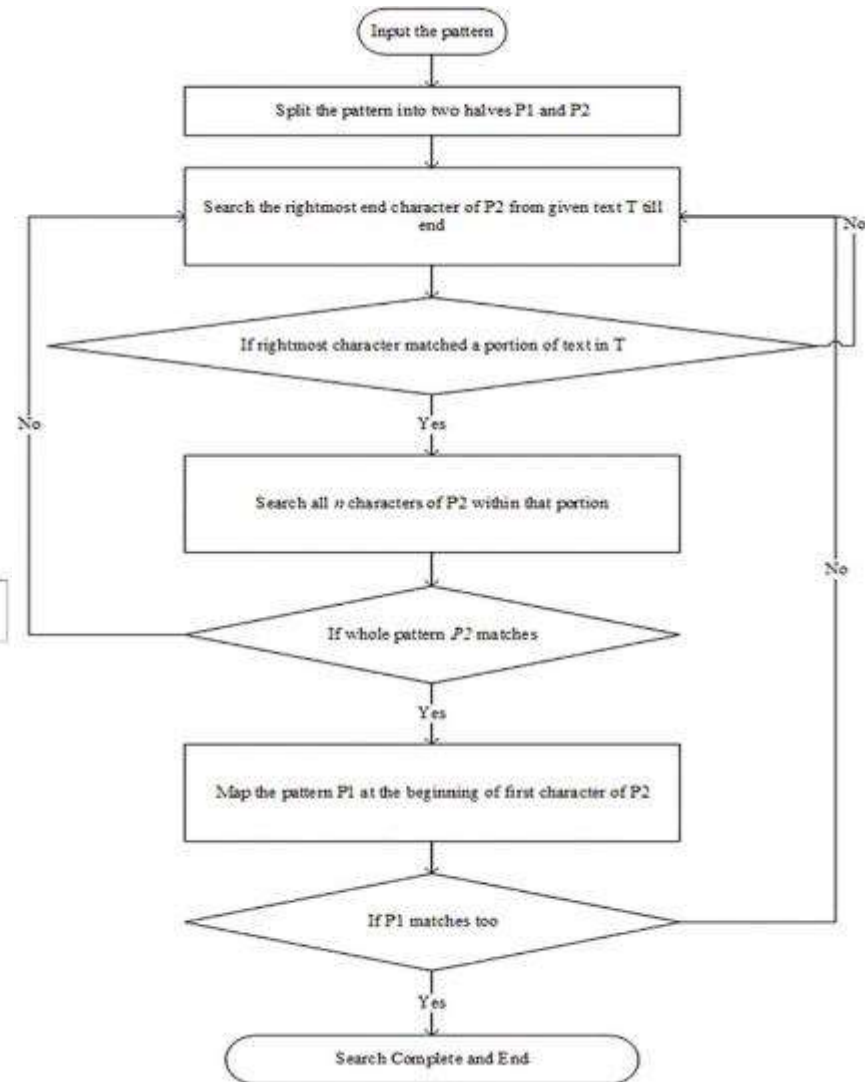 Input the pattern
Split the pattern into two halves P1 and P2
Search the rightmost end character of P2 from given text T till
end
No
If rightmost character matched a portion of text in T
No
Yes
Search all n characters of P2 within that portion
No
If whole pattern P2 matches
Yes
Map the pattern P1 at the beginning of first character of P2
If P1 matches too
Yes
Search Complete and End